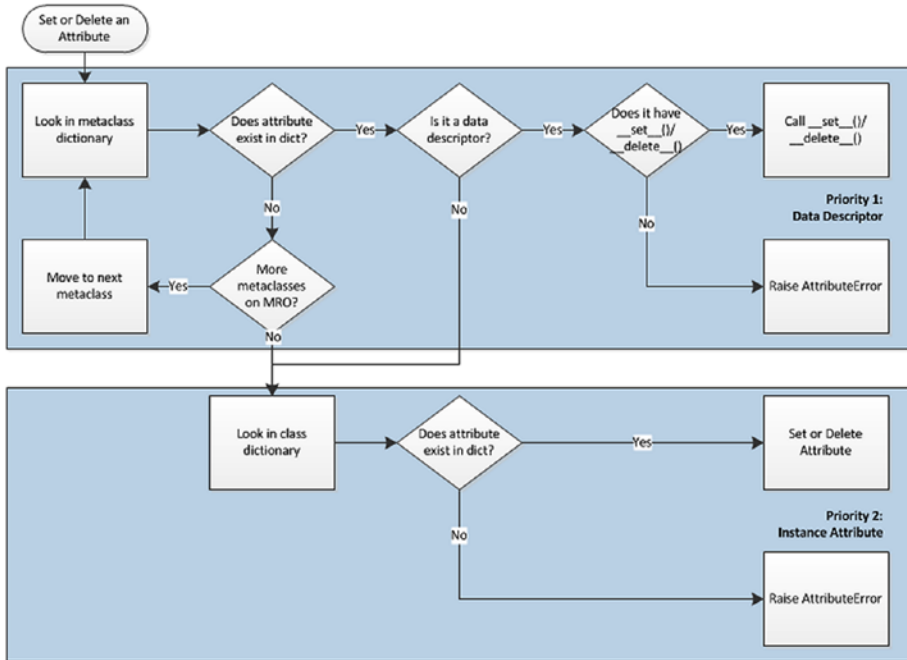 Set or Delete an
Attribute
Look in metaclass
dictionary
Does attribute
exist in dict?
Yes
Is it a data
descriptor?
Yes
Does it have
__set__()/
__delete__()
Yes
Call __set__()/
__delete__()
No
No
No
Priority 1:
Data Descriptor
Move to next
metaclass
Yes
More
metaclasses
on MRO?
Raise AttributeError
No
Look in class
dictionary
Does attribute
exist in dict?
Yes
Set or Delete
Attribute
Priority 2:
Instance Attribute
No
Raise AttributeError